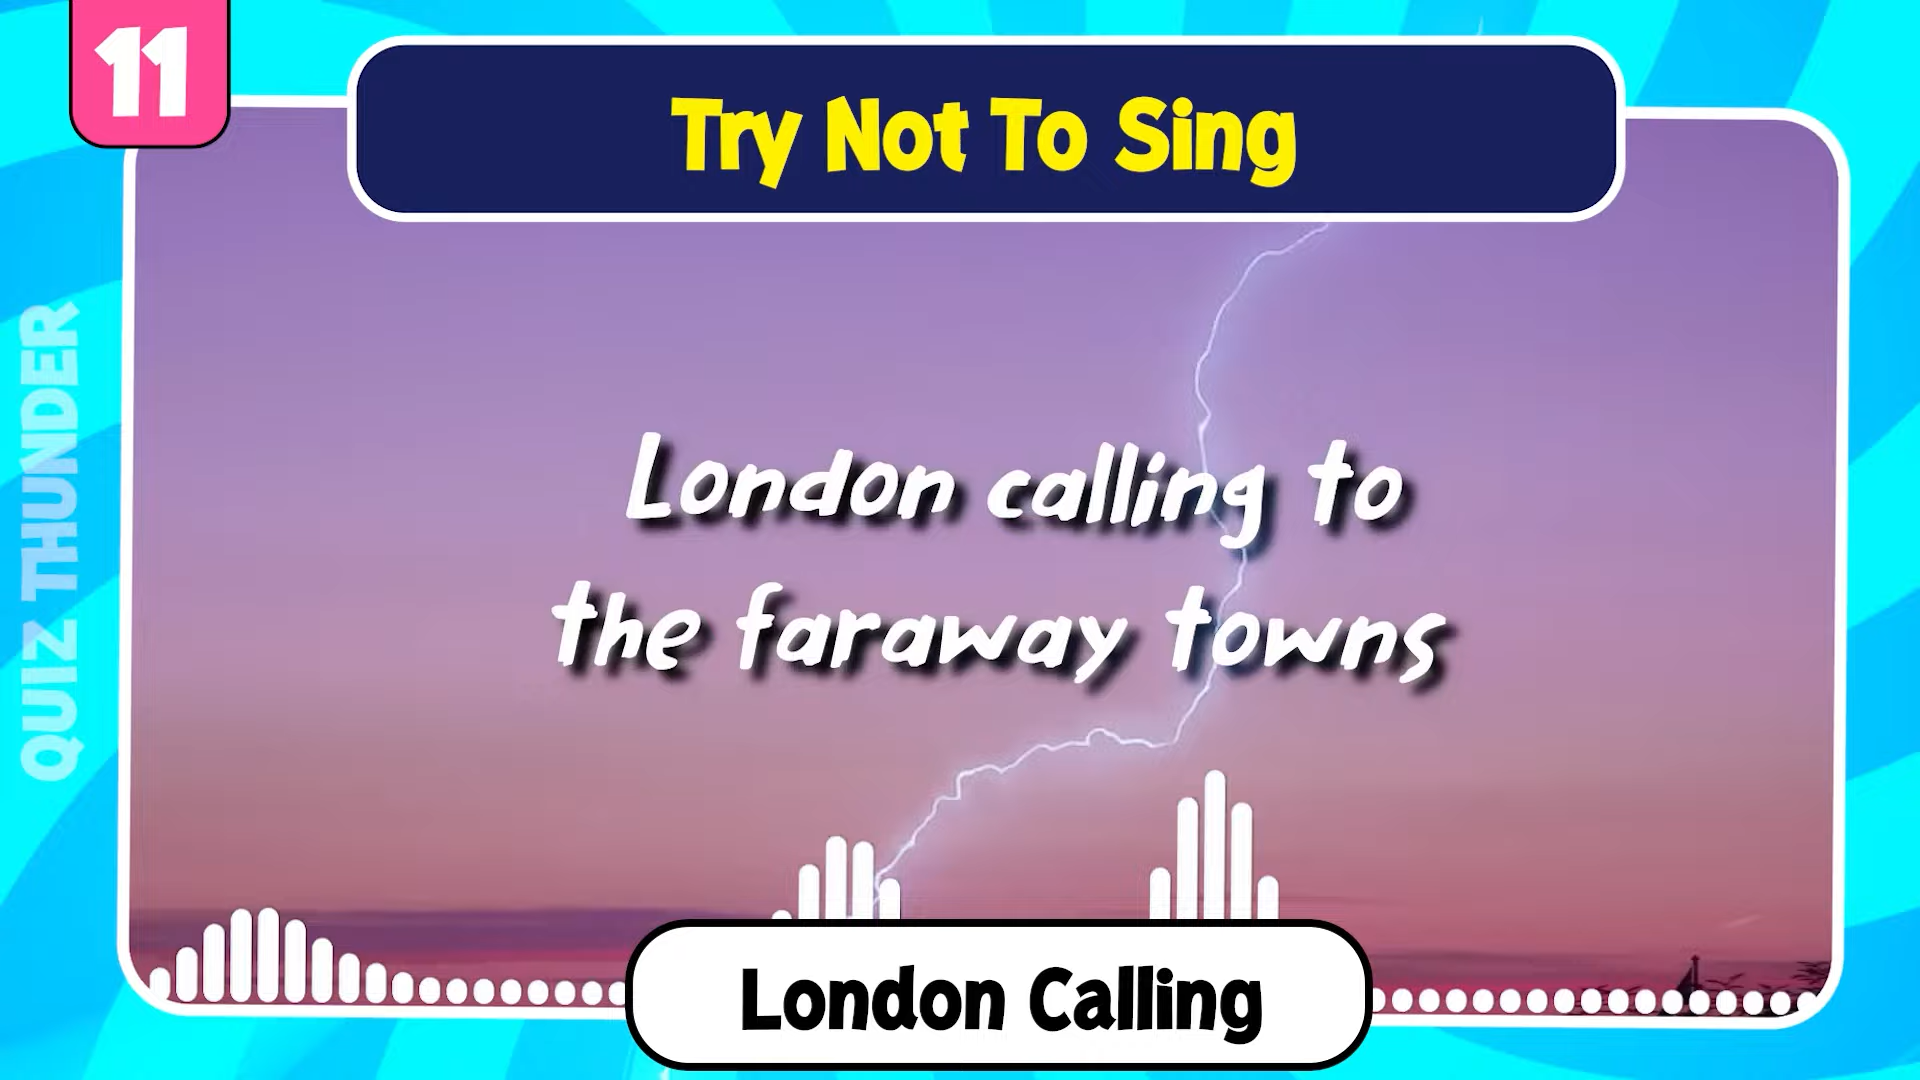 11
Try Not To Sing
QUIZ THUNDER
London calling to
the faraway towns
London Calling